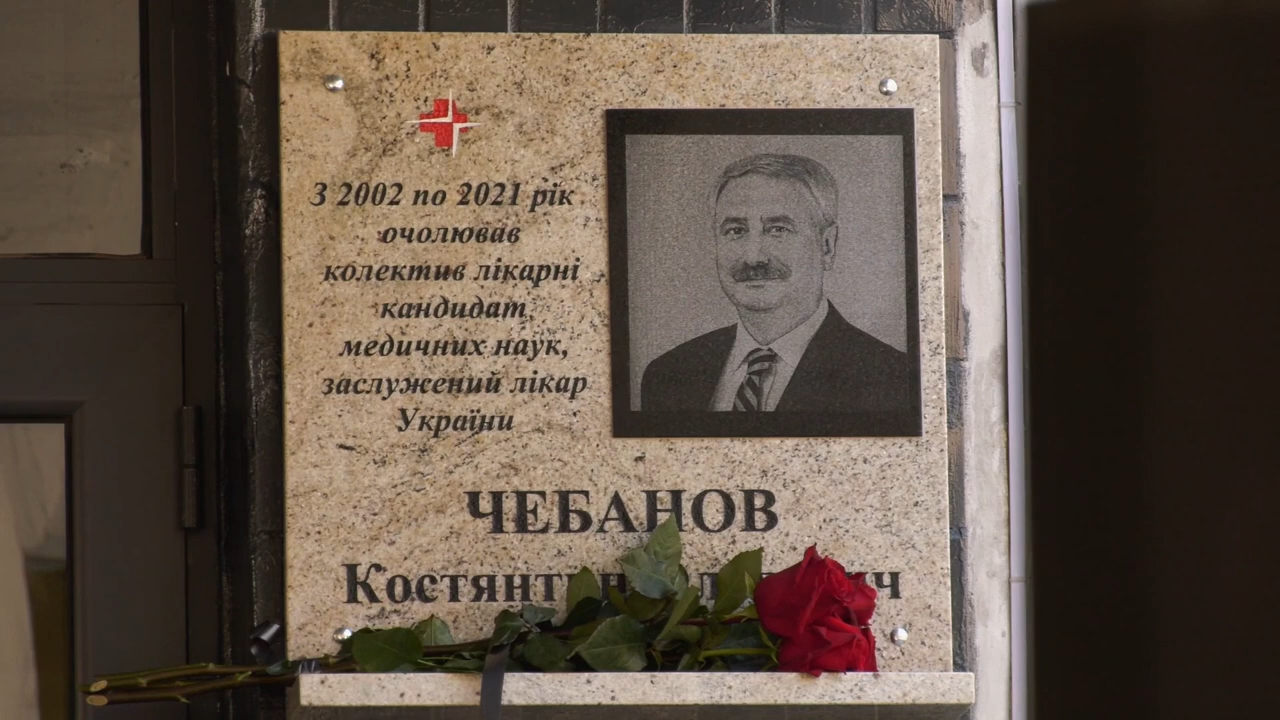 З 2002 по 2021 рік
очолював
колектив лікарні
кандидат
медичних наук,
заслужений лікар
України
ЧЕБАНОВ